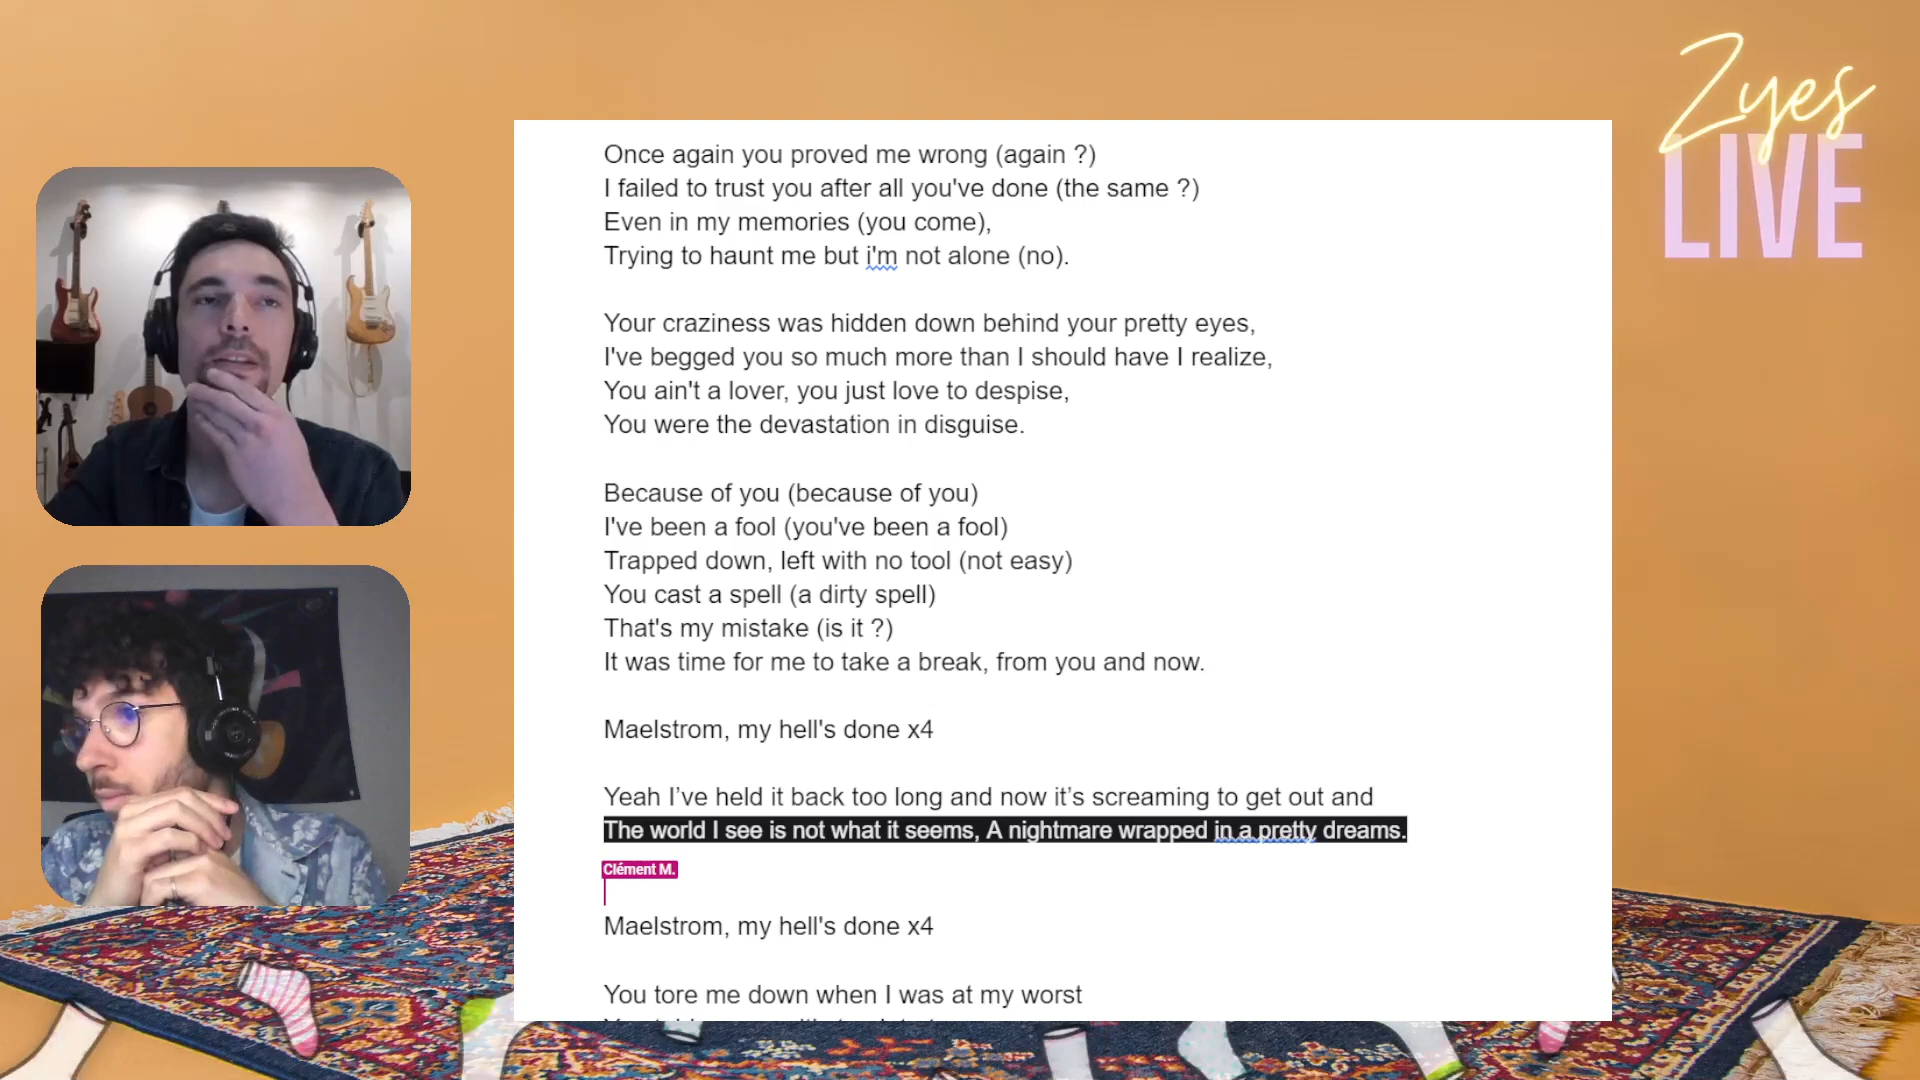 Zyes
LIVE
Once again you proved me wrong (again ?)
I failed to trust you after all you've done (the same ?)
Even in my memories (you come),
Trying to haunt me but i'm not alone (no).
Your craziness was hidden down behind your pretty eyes,
I've begged you so much more than I should have I realize,
You ain't a lover, you just love to despise,
You were the devastation in disguise.
Because of you (because of you)
I've been a fool (you've been a fool)
Trapped down, left with no tool (not easy)
You cast a spell (a dirty spell)
That's my mistake (is it ?)
It was time for me to take a break, from you and now.
Maelstrom, my hell's done x4
Yeah I’ve held it back too long and now it’s screaming to get out and
The world I see is not what it seems, A nightmare wrapped in a pretty dreams.
Clément M.
Maelstrom, my hell's done x4
You tore me down when I was at my worst